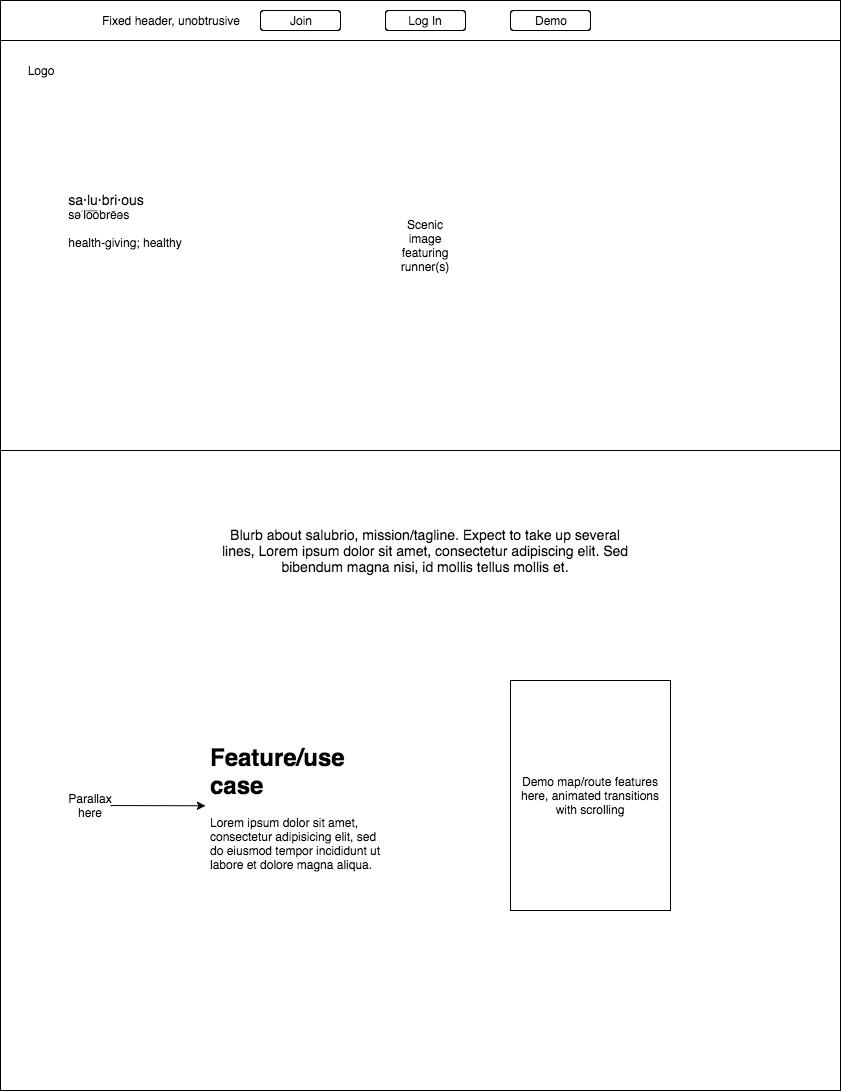 Fixed header, unobtrusive
Join
Log In
Demo
Logo
sa·lu·bri·ous
səˈlo͞obrēəs
health-giving; healthy
Scenic
image
featuring
runner(s)
Blurb about salubrio, mission/tagline. Expect to take up several
lines, Lorem ipsum dolor sit amet, consectetur adipiscing elit. Sed
bibendum magna nisi, id mollis tellus mollis et.
Parallax
here
Feature/use
case
Lorem ipsum dolor sit amet,
consectetur adipisicing elit, sed
do eiusmod tempor incididunt ut
labore et dolore magna aliqua.
Demo map/route features
here, animated transitions
with scrolling